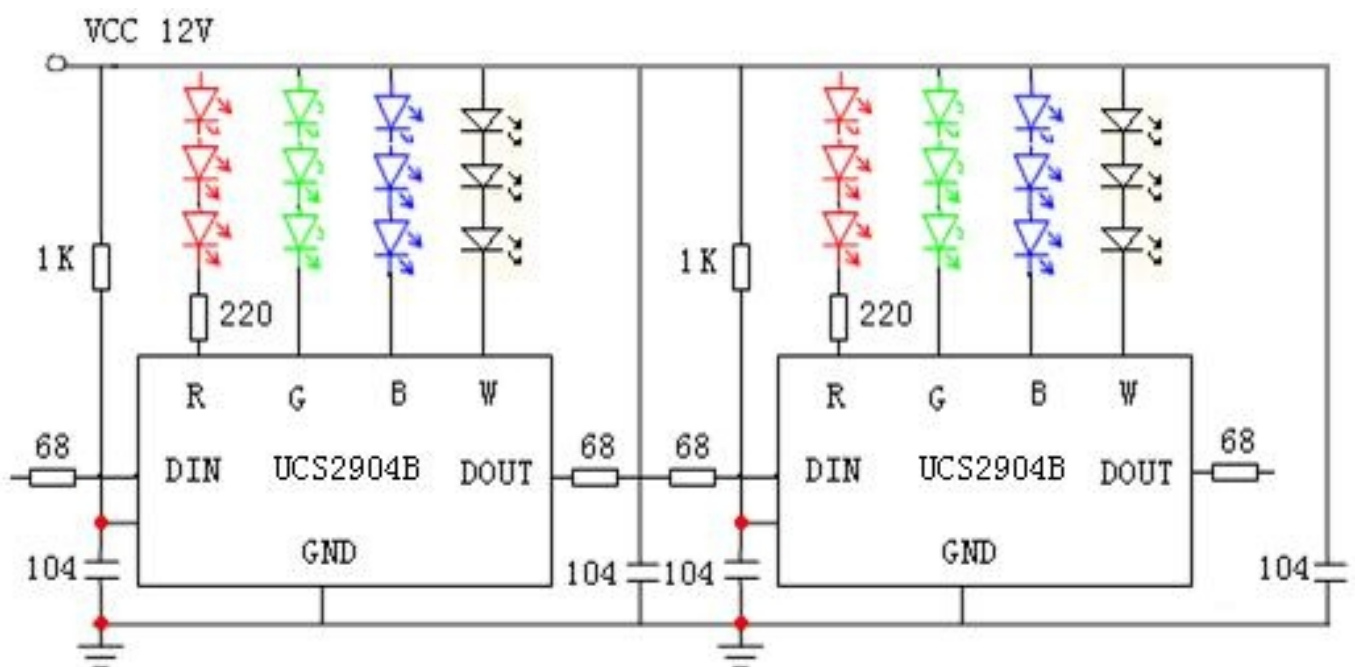 VCC 12V
1K
220
1K
220
R G B W
R G B W
68
DIN UCS2904B DOUT
68
68
DIN UCS2904B DOUT
68
GND
GND
104
104
104
104